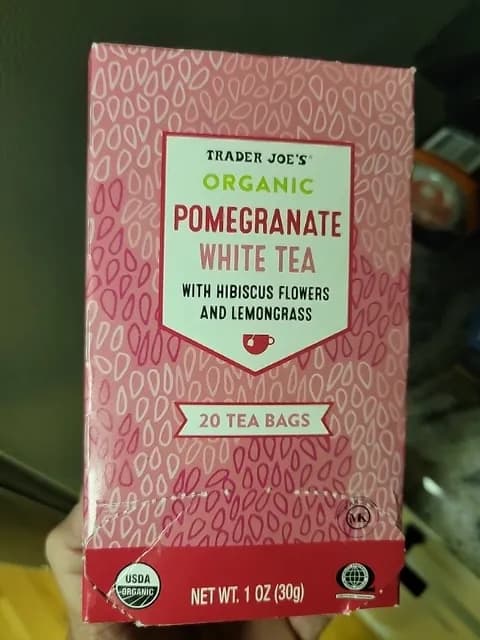 TRADER JOE'S
ORGANIC
POMEGRANATE
WHITE TEA
WITH HIBISCUS FLOWERS
AND LEMONGRASS
20 TEA BAGS
MK
USDA
ORGANIC
NET WT. 1 OZ (30g)